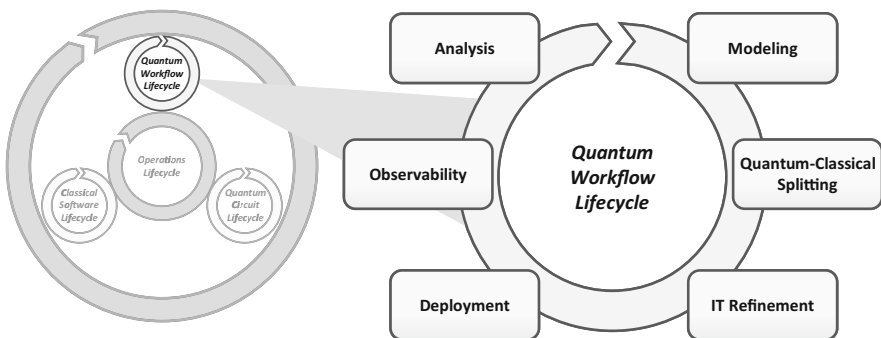 Quantum
Workflow
Lifecycle
Operations
Lifecycle
Classical
Software
Lifecycle
Quantum
Circuit
Lifecycle
Analysis
Modeling
Observability
Quantum
Workflow
Lifecycle
Quantum-Classical
Splitting
Deployment
IT Refinement